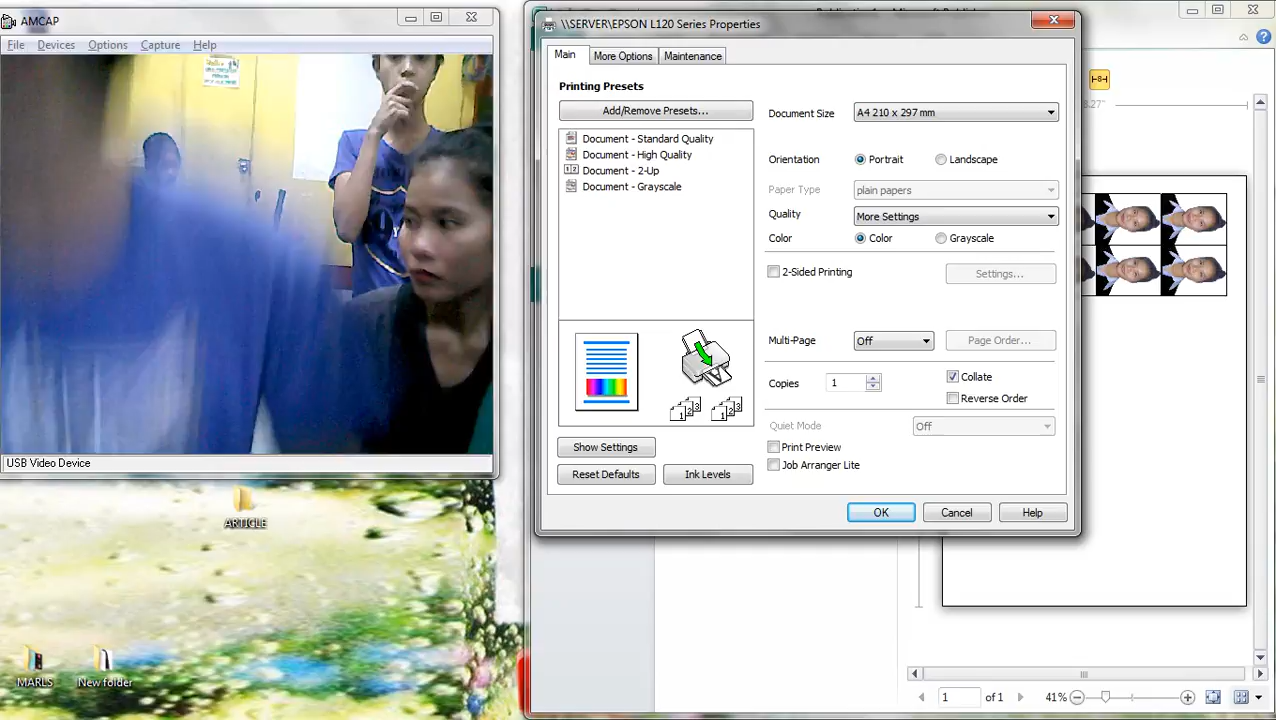 AMCAP
File Devices Options Capture Help
USB Video Device
ARTICLE
MARLS
New folder
\\SERVER\EPSON L120 Series Properties
Main
More Options
Maintenance
Printing Presets
Add/Remove Presets...
Document - Standard Quality
Document - High Quality
Document - 2-Up
Document - Grayscale
Show Settings
Reset Defaults
Ink Levels
Document Size
A4 210 x 297 mm
Orientation
Portrait
Landscape
Paper Type
plain papers
Quality
More Settings
Color
Color
Grayscale
2-Sided Printing
Settings...
Multi-Page
Off
Page Order...
Copies
1
Collate
Reverse Order
Quiet Mode
Off
Print Preview
Job Arranger Lite
OK
Cancel
Help
8.27"
1
of 1
41%